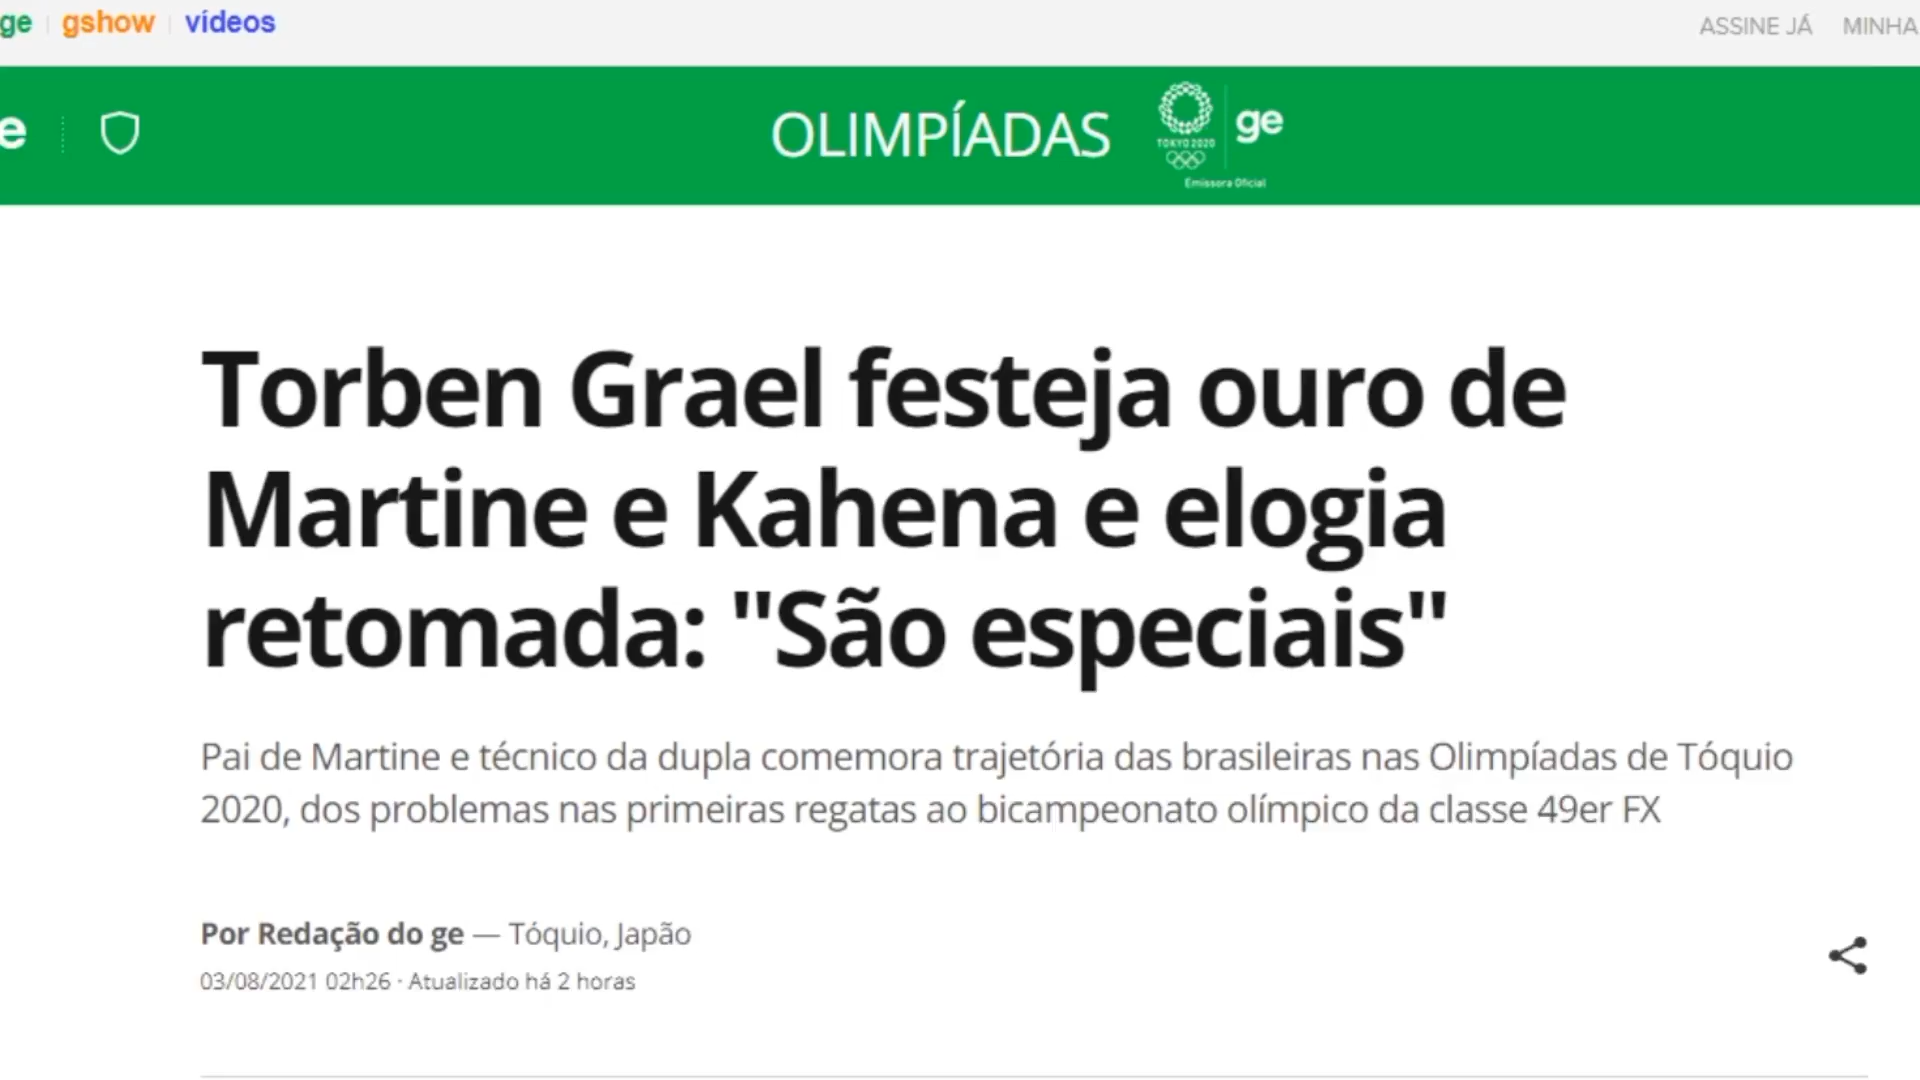 ge gshow vídeos ASSINE JÁ MINHA
e OLIMPÍADAS ge
TOKYO 2020
Emissora Oficial
Torben Grael festeja ouro de
Martine e Kahena e elogia
retomada: "São especiais"
Pai de Martine e técnico da dupla comemora trajetória das brasileiras nas Olimpíadas de Tóquio
2020, dos problemas nas primeiras regatas ao bicampeonato olímpico da classe 49er FX
Por Redação do ge — Tóquio, Japão
03/08/2021 02h26 · Atualizado há 2 horas